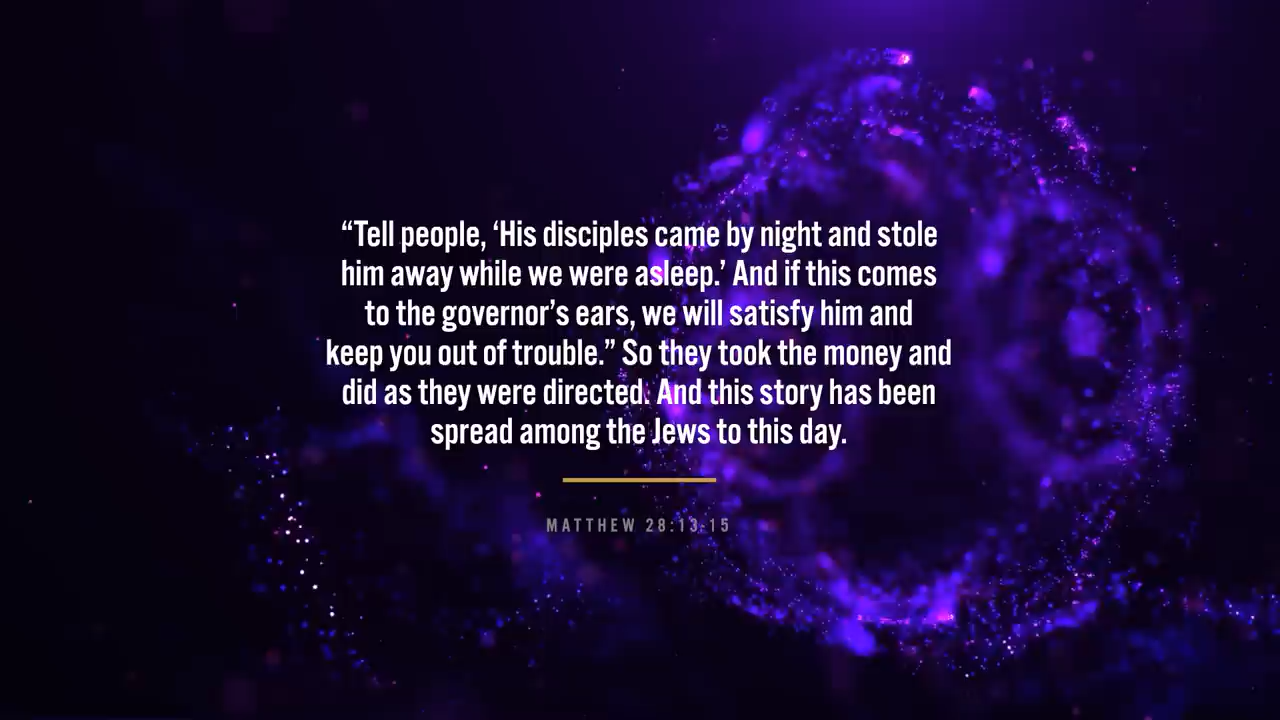 “Tell people, ‘His disciples came by night and stole
him away while we were asleep.’ And if this comes
to the governor’s ears, we will satisfy him and
keep you out of trouble.” So they took the money and
did as they were directed. And this story has been
spread among the Jews to this day.
MATTHEW 28:13-15